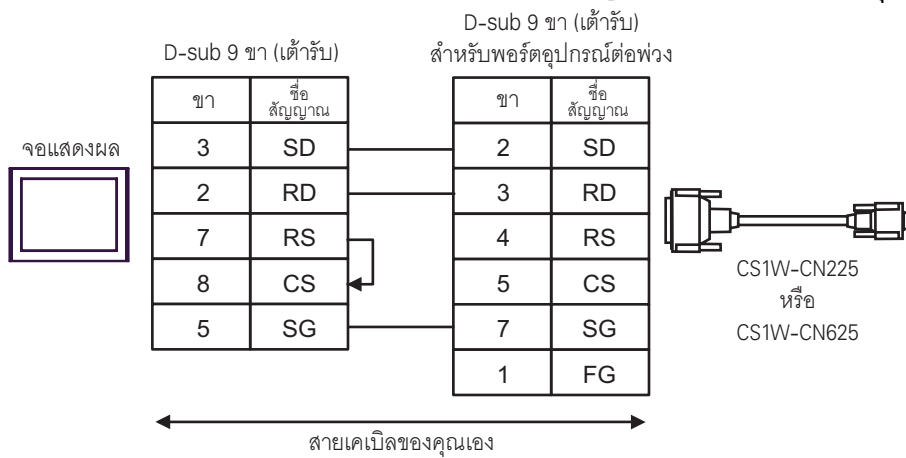 D-sub 9 ขา (เต้ารับ)
D-sub 9 ขา (เต้ารับ)
สำหรับพอร์ตอุปกรณ์ต่อพ่วง
จอแสดงผล
ขา
ชื่อ
สัญญาณ
3 SD
2 RD
7 RS
8 CS
5 SG
ขา
ชื่อ
สัญญาณ
2 SD
3 RD
4 RS
5 CS
7 SG
1 FG
CS1W-CN225
หรือ
CS1W-CN625
สายเคเบิลของคุณเอง